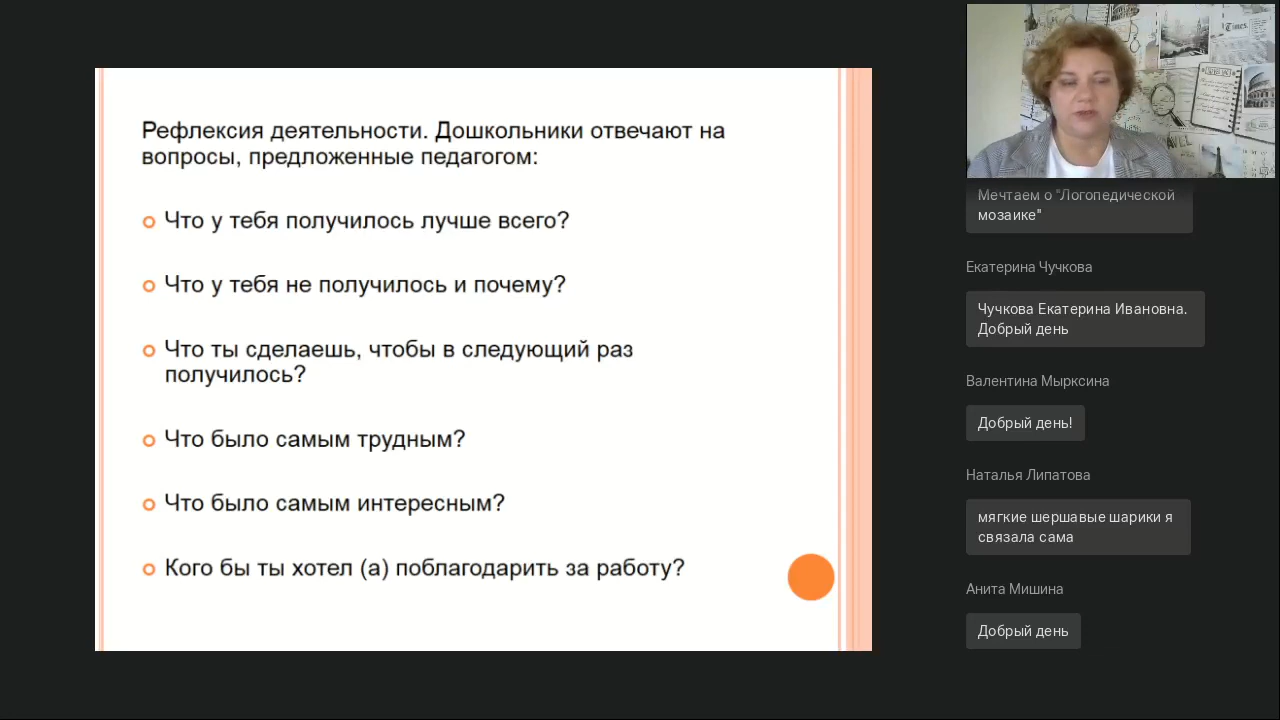 Рефлексия деятельности. Дошкольники отвечают на
вопросы, предложенные педагогом:
Что у тебя получилось лучше всего?
Что у тебя не получилось и почему?
Что ты сделаешь, чтобы в следующий раз
получилось?
Что было самым трудным?
Что было самым интересным?
Кого бы ты хотел (а) поблагодарить за работу?
Times
Мечтаем о "Логопедической
мозаике"
Екатерина Чучкова
Чучкова Екатерина Ивановна.
Добрый день
Валентина Мырксина
Добрый день!
Наталья Липатова
мягкие шершавые шарики я
связала сама
Анита Мишина
Добрый день